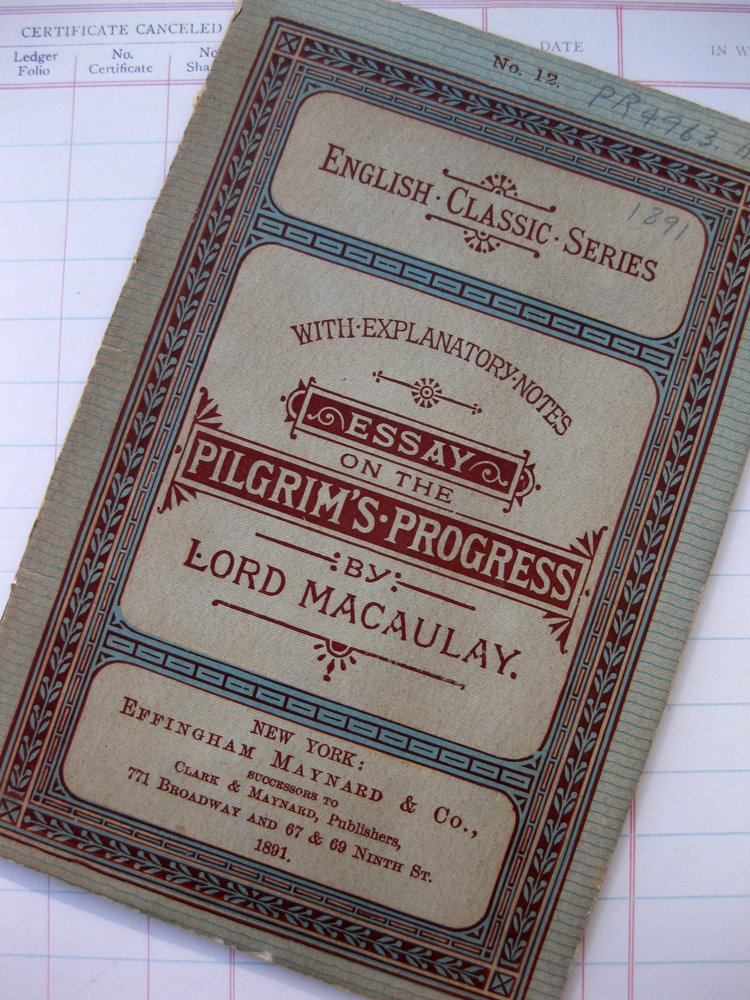 CERTIFICATE CANCELED
Ledger Folio
No. Certificate
DATE
No. 12.
PR4963.
1891
ENGLISH · CLASSIC · SERIES
WITH · EXPLANATORY · NOTES
ESSAY
ON THE
PILGRIM'S · PROGRESS
BY
LORD MACAULAY.
NEW YORK:
EFFINGHAM MAYNARD & CO.,
SUCCESSORS TO
CLARK & MAYNARD, Publishers,
771 BROADWAY AND 67 & 69 NINTH ST.
1891.